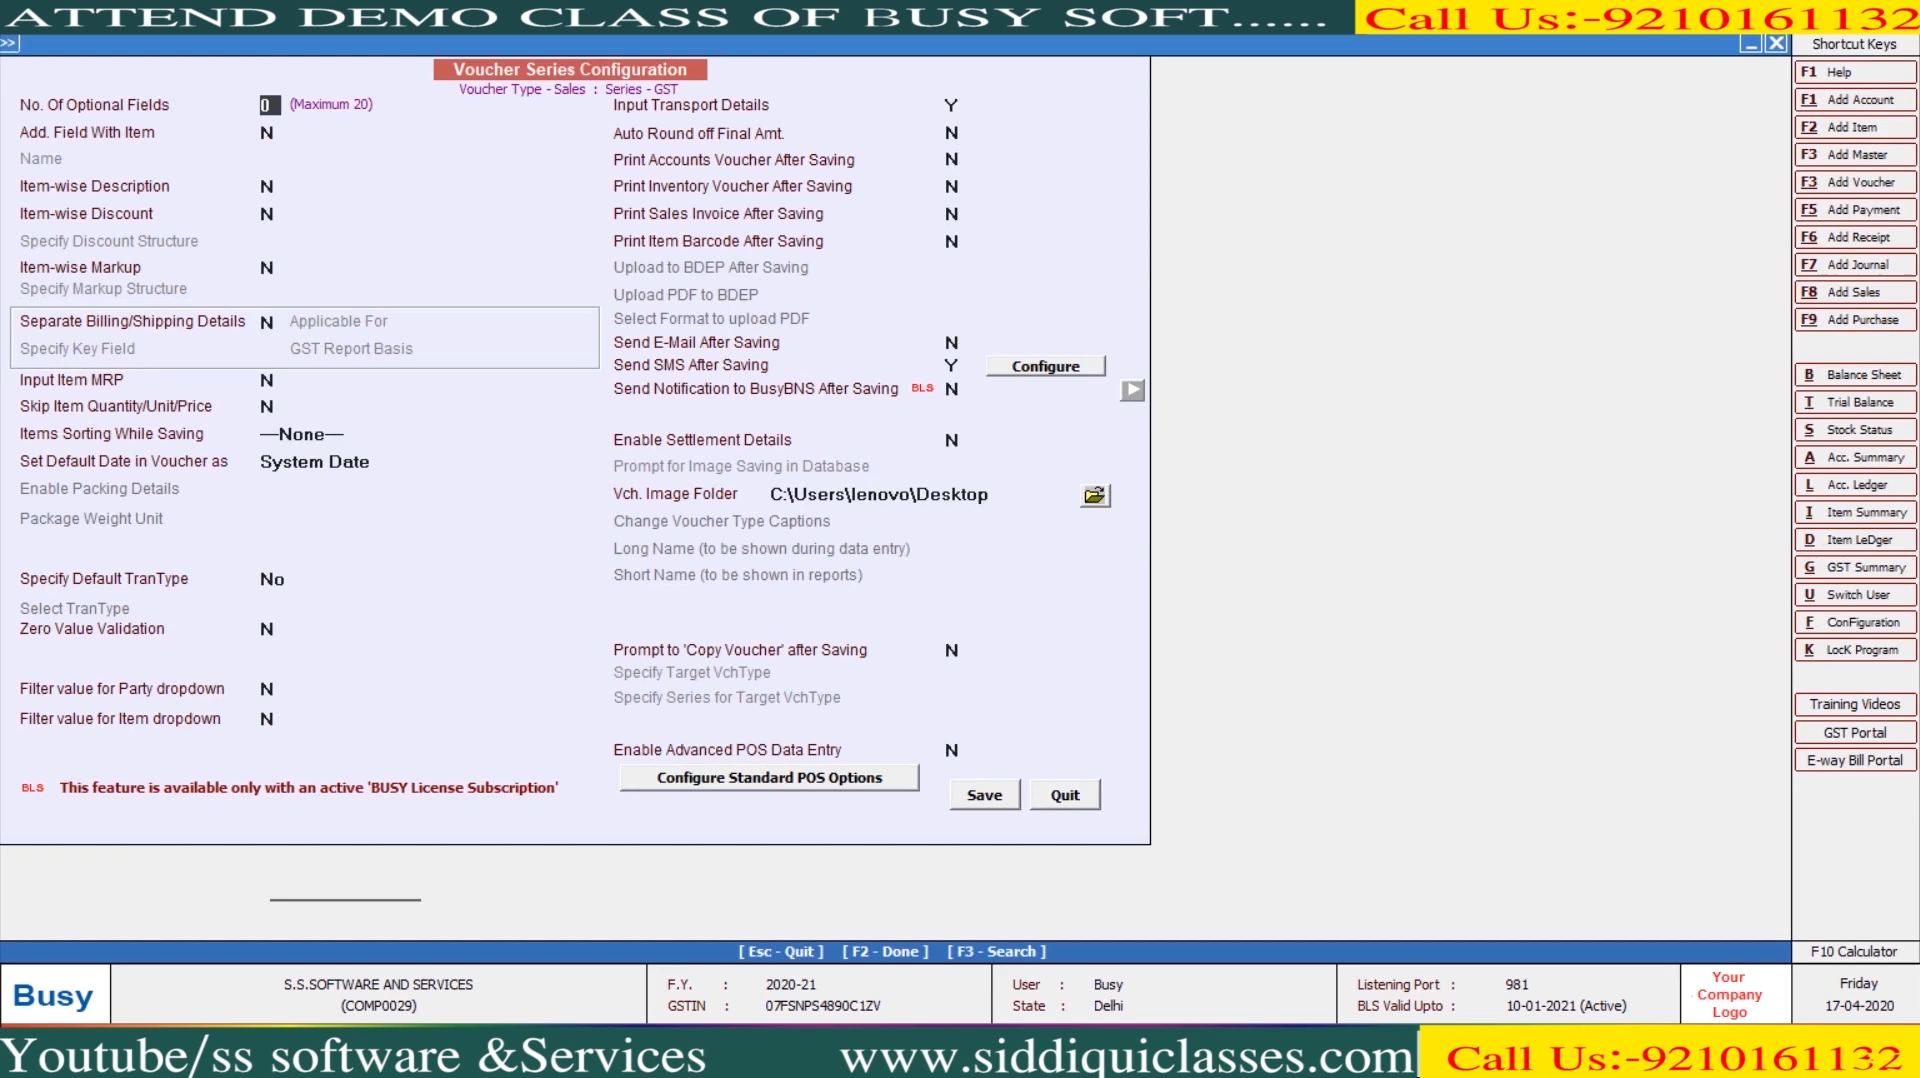 ATTEND DEMO CLASS OF BUSY SOFT......
Call Us:-9210161132
>>
Shortcut Keys
Voucher Series Configuration
Voucher Type - Sales : Series - GST
No. Of Optional Fields 0 (Maximum 20)
Add. Field With Item N
Name
Item-wise Description N
Item-wise Discount N
Specify Discount Structure
Item-wise Markup N
Specify Markup Structure
Separate Billing/Shipping Details N Applicable For
Specify Key Field GST Report Basis
Input Item MRP N
Skip Item Quantity/Unit/Price N
Items Sorting While Saving —None—
Set Default Date in Voucher as System Date
Enable Packing Details
Package Weight Unit
Specify Default TranType No
Select TranType
Zero Value Validation N
Filter value for Party dropdown N
Filter value for Item dropdown N
BLS This feature is available only with an active 'BUSY License Subscription'
Input Transport Details Y
Auto Round off Final Amt. N
Print Accounts Voucher After Saving N
Print Inventory Voucher After Saving N
Print Sales Invoice After Saving N
Print Item Barcode After Saving N
Upload to BDEP After Saving
Upload PDF to BDEP
Select Format to upload PDF
Send E-Mail After Saving N
Send SMS After Saving Y Configure
Send Notification to BusyBNS After Saving BLS N
Enable Settlement Details N
Prompt for Image Saving in Database
Vch. Image Folder C:\Users\lenovo\Desktop
Change Voucher Type Captions
Long Name (to be shown during data entry)
Short Name (to be shown in reports)
Prompt to 'Copy Voucher' after Saving N
Specify Target VchType
Specify Series for Target VchType
Enable Advanced POS Data Entry N
Configure Standard POS Options
Save Quit
F1 Help
F1 Add Account
F2 Add Item
F3 Add Master
F3 Add Voucher
F5 Add Payment
F6 Add Receipt
F7 Add Journal
F8 Add Sales
F9 Add Purchase
B Balance Sheet
T Trial Balance
S Stock Status
A Acc. Summary
L Acc. Ledger
I Item Summary
D Item LeDger
G GST Summary
U Switch User
F ConFiguration
K LocK Program
Training Videos
GST Portal
E-way Bill Portal
[ Esc - Quit ] [ F2 - Done ] [ F3 - Search ]
F10 Calculator
Busy
S.S.SOFTWARE AND SERVICES
(COMP0029)
F.Y. : 2020-21
GSTIN : 07FSNPS4890C1ZV
User : Busy
State : Delhi
Listening Port : 981
BLS Valid Upto : 10-01-2021 (Active)
Your
Company
Logo
Friday
17-04-2020
Youtube/ss software &Services
www.siddiquiclasses.com
Call Us:-9210161132